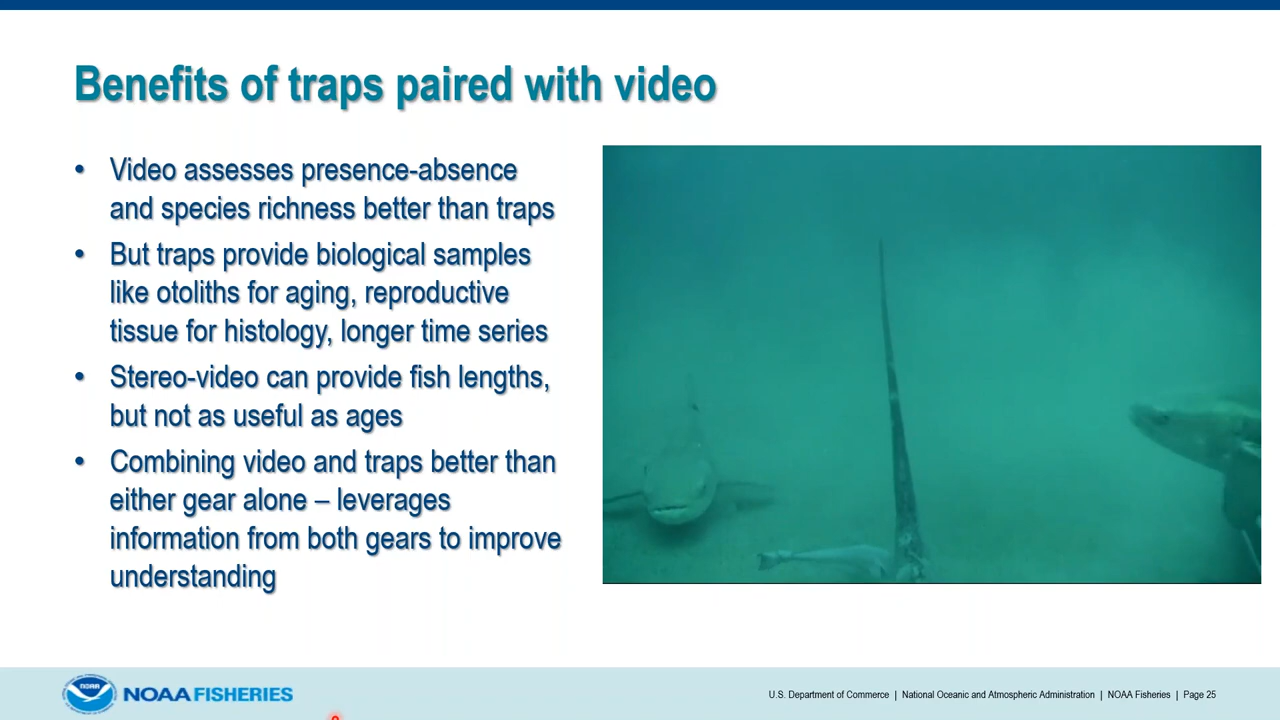 Benefits of traps paired with video
• Video assesses presence-absence
and species richness better than traps
• But traps provide biological samples
like otoliths for aging, reproductive
tissue for histology, longer time series
• Stereo-video can provide fish lengths,
but not as useful as ages
• Combining video and traps better than
either gear alone – leverages
information from both gears to improve
understanding
NOAA
NOAA FISHERIES
U.S. Department of Commerce | National Oceanic and Atmospheric Administration | NOAA Fisheries | Page 25